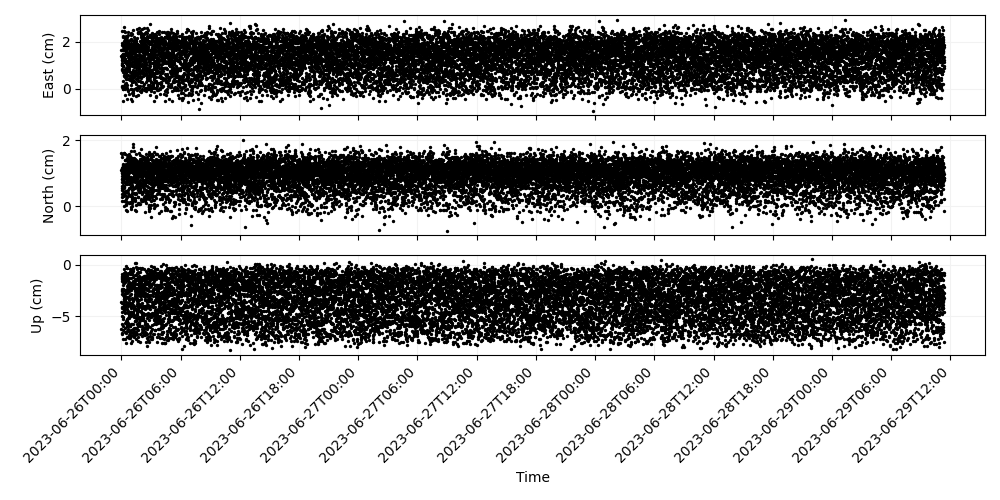 East (cm)
2
0
North (cm)
2
0
Up (cm)
0
−5
2023-06-26T00:00
2023-06-26T06:00
2023-06-26T12:00
2023-06-26T18:00
2023-06-27T00:00
2023-06-27T06:00
2023-06-27T12:00
2023-06-27T18:00
2023-06-28T00:00
2023-06-28T06:00
2023-06-28T12:00
2023-06-28T18:00
2023-06-29T00:00
2023-06-29T06:00
2023-06-29T12:00
Time